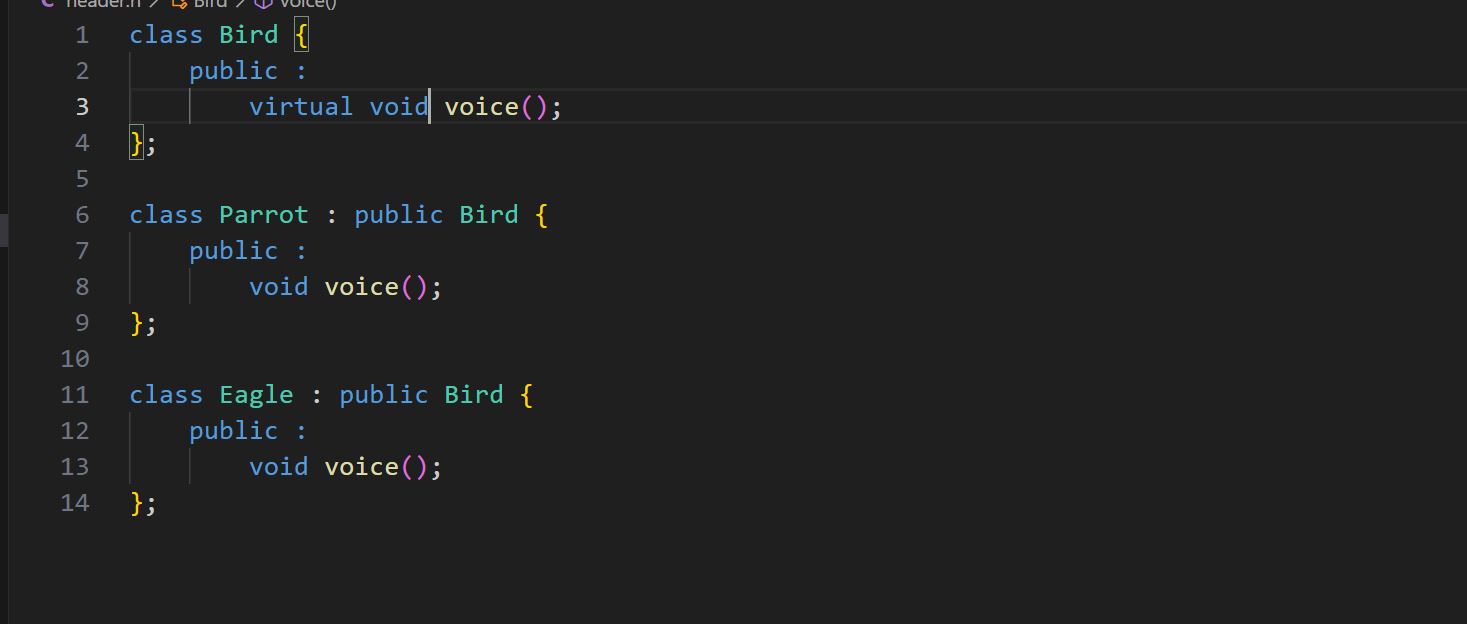 header.h > Bird > voice()
1 class Bird {
2 public :
3 virtual void voice();
4 };
5
6 class Parrot : public Bird {
7 public :
8 void voice();
9 };
10
11 class Eagle : public Bird {
12 public :
13 void voice();
14 };